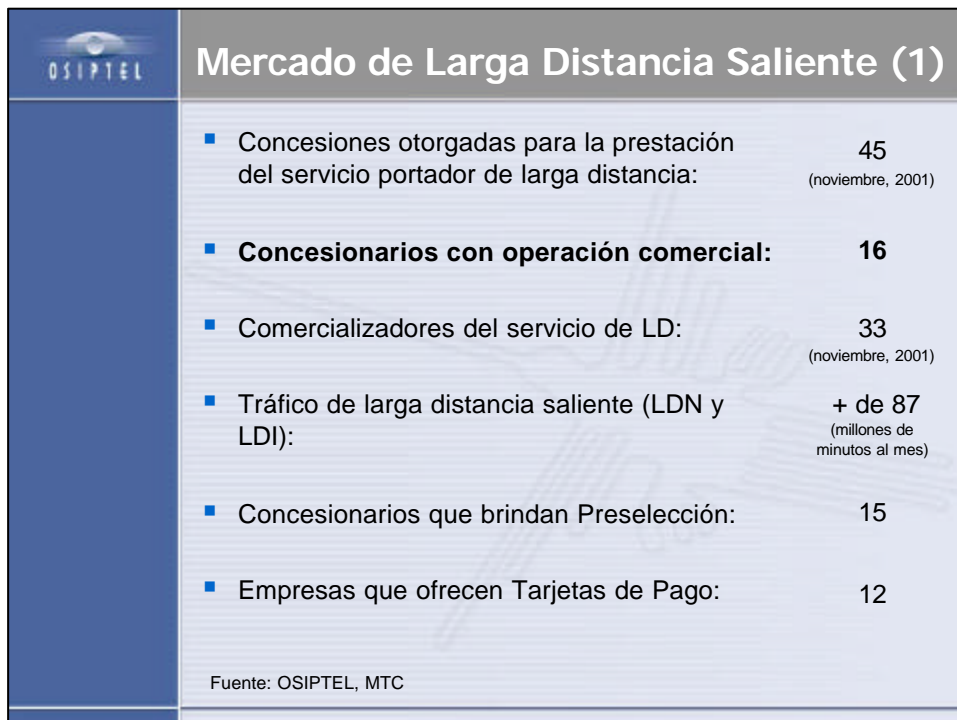 OSIPTEL
Mercado de Larga Distancia Saliente (1)
Concesiones otorgadas para la prestación
del servicio portador de larga distancia:
45
(noviembre, 2001)
Concesionarios con operación comercial:
16
Comercializadores del servicio de LD:
33
(noviembre, 2001)
Tráfico de larga distancia saliente (LDN y
LDI):
+ de 87
(millones de
minutos al mes)
Concesionarios que brindan Preselección:
15
Empresas que ofrecen Tarjetas de Pago:
12
Fuente: OSIPTEL, MTC